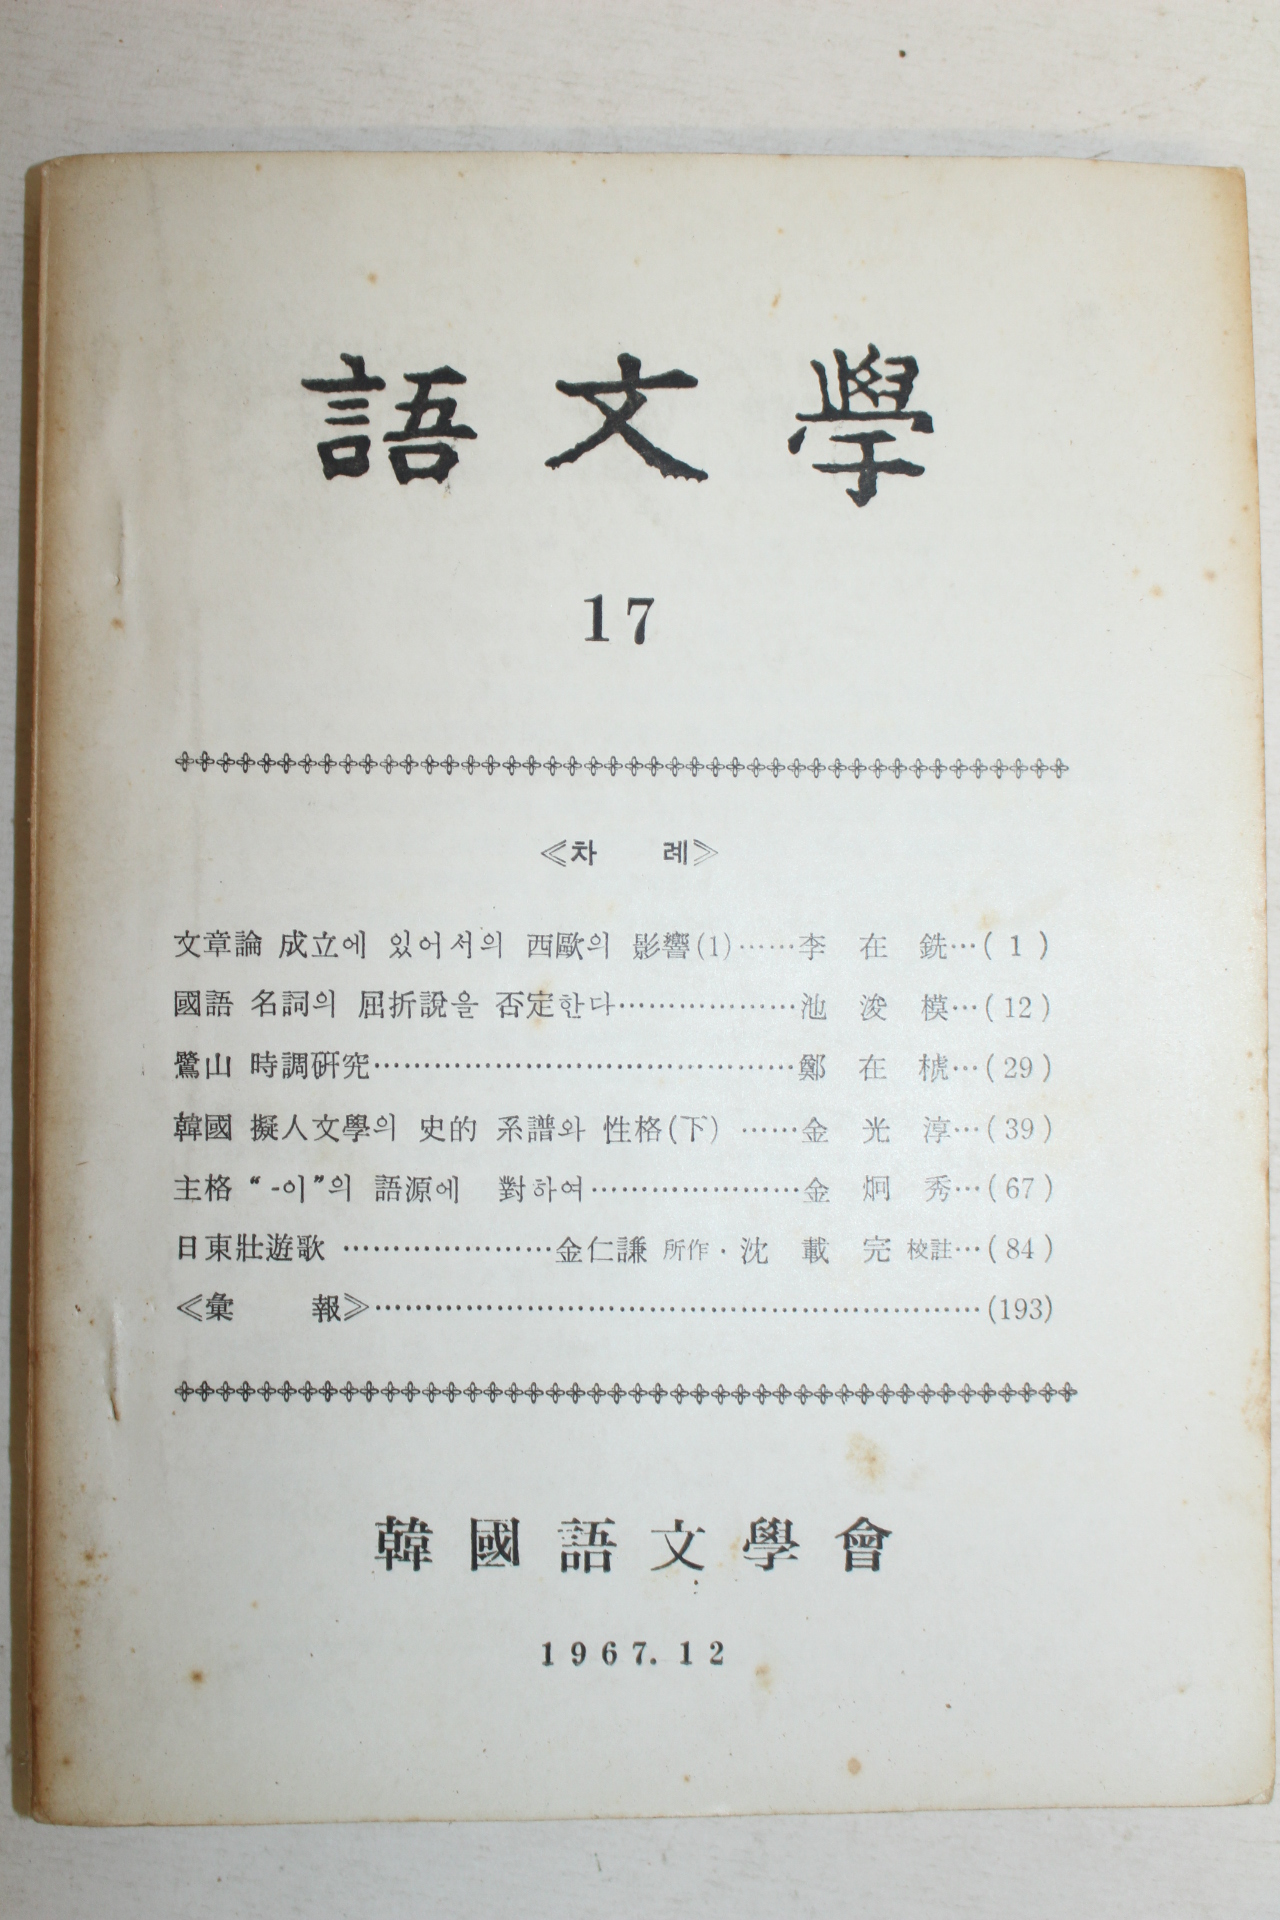 語文學
17
≪차 례≫
文章論 成立에 있어서의 西歐의 影響(1)……李 在 銑…( 1 )
國語 名詞의 屈折說을 否定한다………………池 浚 模…(12)
鷺山 時調硏究……………………………………鄭 在 㯉…(29)
韓國 擬人文學의 史的 系譜와 性格(下) ……金 光 淳…(39)
主格 “-이”의 語源에 對하여…………………金 炯 秀…(67)
日東壯遊歌 …………………金仁謙 所作·沈 載 完 校註…(84)
≪彙 報≫……………………………………………………(193)
韓國語文學會
1967.12